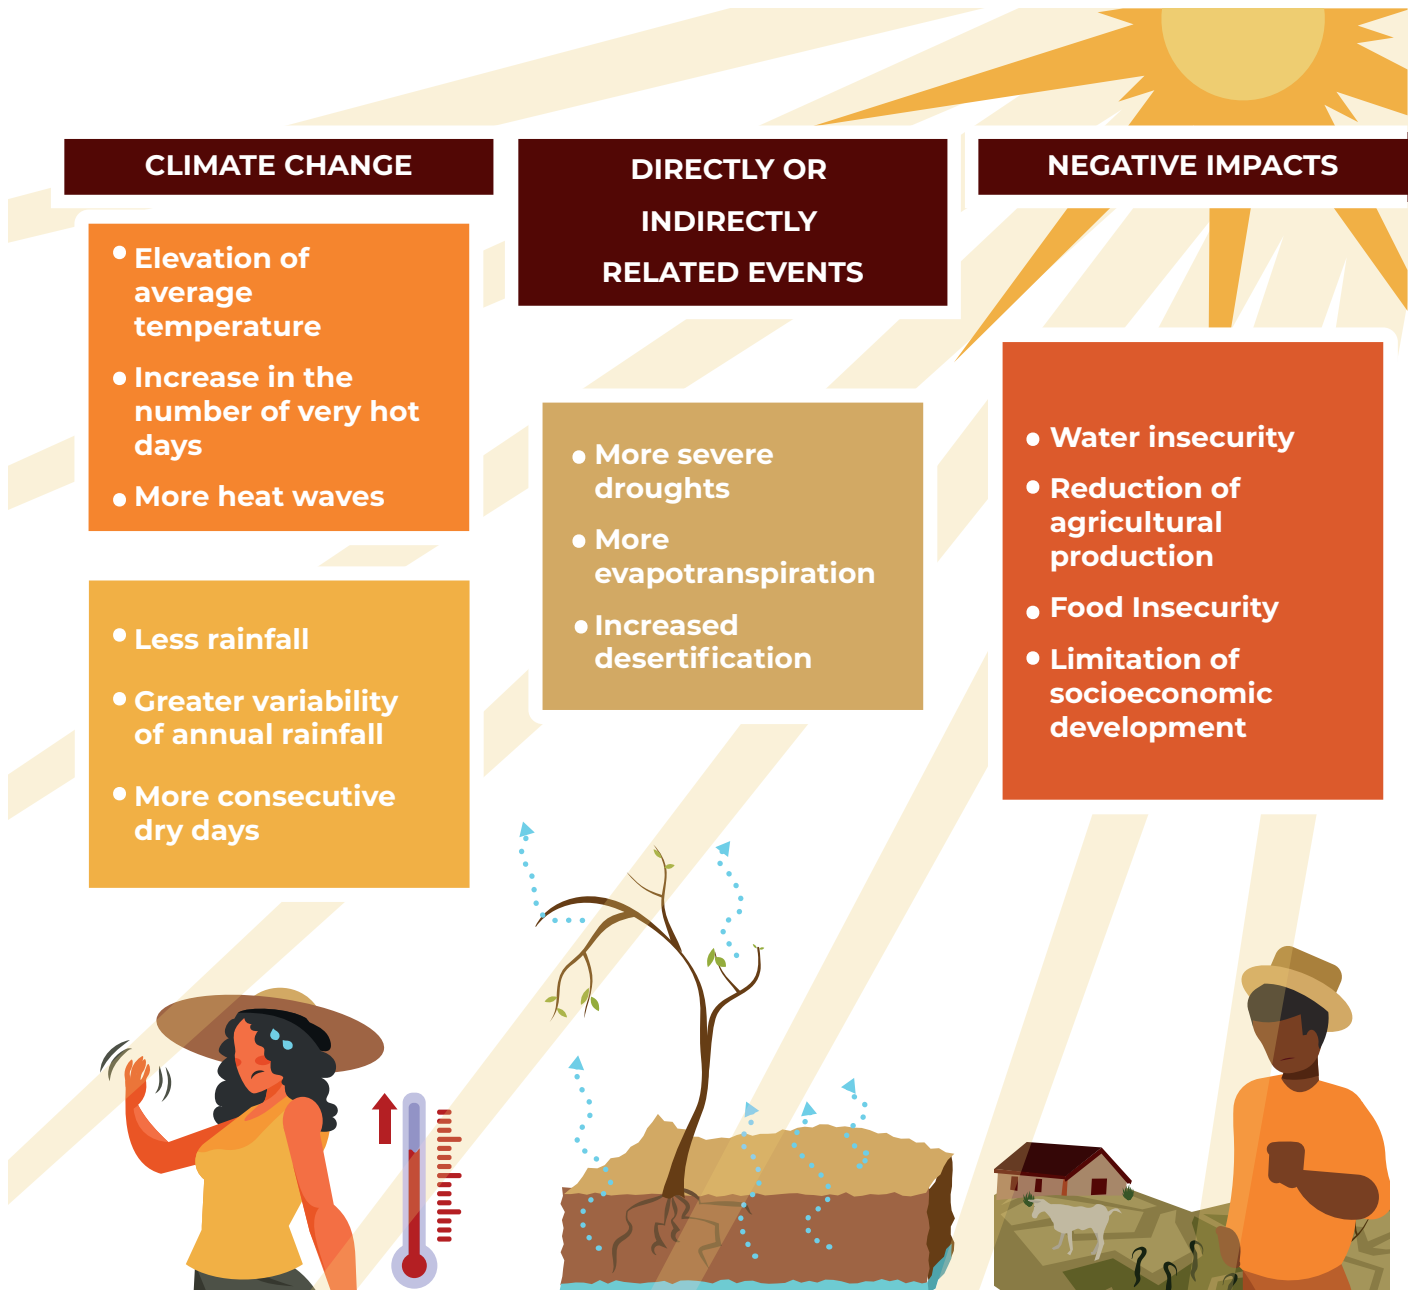 CLIMATE CHANGE
Elevation of
average
temperature
Increase in the
number of very hot
days
More heat waves
Less rainfall
Greater variability
of annual rainfall
More consecutive
dry days
DIRECTLY OR
INDIRECTLY
RELATED EVENTS
More severe
droughts
More
evapotranspiration
Increased
desertification
NEGATIVE IMPACTS
Water insecurity
Reduction of
agricultural
production
Food Insecurity
Limitation of
socioeconomic
development